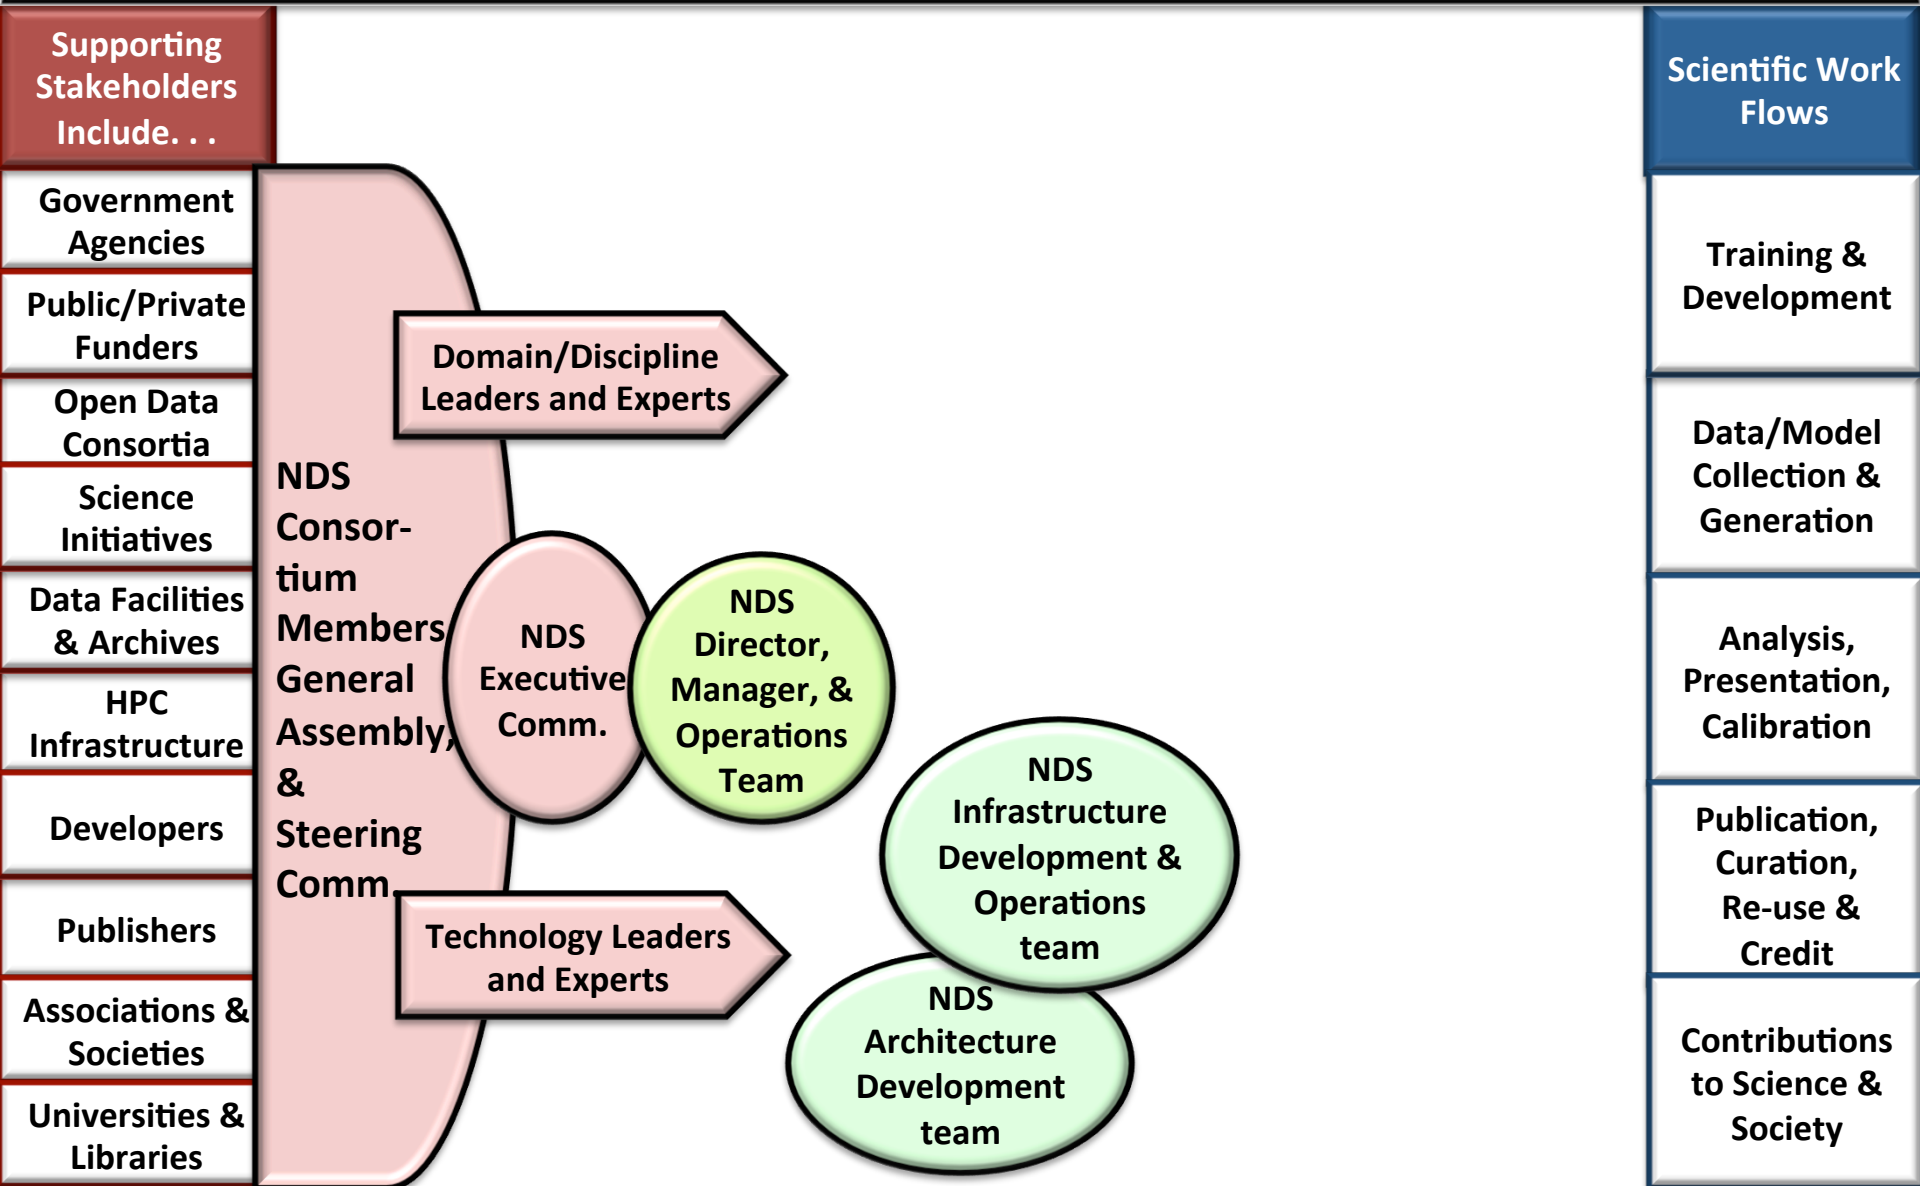 Supporting
Stakeholders
Include. . .
Government
Agencies
Public/Private
Funders
Open Data
Consortia
Science
Initiatives
Data Facilities
& Archives
HPC
Infrastructure
Developers
Publishers
Associations &
Societies
Universities &
Libraries
NDS
Consor-
tium
Members
General
Assembly,
&
Steering
Comm.
Domain/Discipline
Leaders and Experts
NDS
Executive
Comm.
NDS
Director,
Manager, &
Operations
Team
Technology Leaders
and Experts
NDS
Infrastructure
Development &
Operations
team
NDS
Architecture
Development
team
Scientific Work
Flows
Training &
Development
Data/Model
Collection &
Generation
Analysis,
Presentation,
Calibration
Publication,
Curation,
Re-use &
Credit
Contributions
to Science &
Society